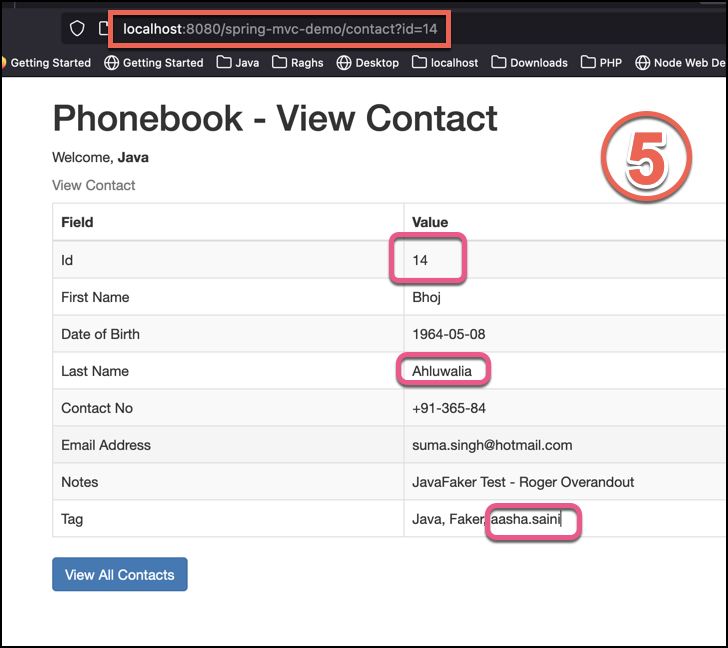 localhost:8080/spring-mvc-demo/contact?id=14
Getting Started Getting Started Java Raghs Desktop localhost Downloads PHP Node Web De
Phonebook - View Contact
5
Welcome, Java
View Contact
Field Value
Id 14
First Name Bhoj
Date of Birth 1964-05-08
Last Name Ahluwalia
Contact No +91-365-84
Email Address suma.singh@hotmail.com
Notes JavaFaker Test - Roger Overandout
Tag Java, Faker, aasha.saini
View All Contacts